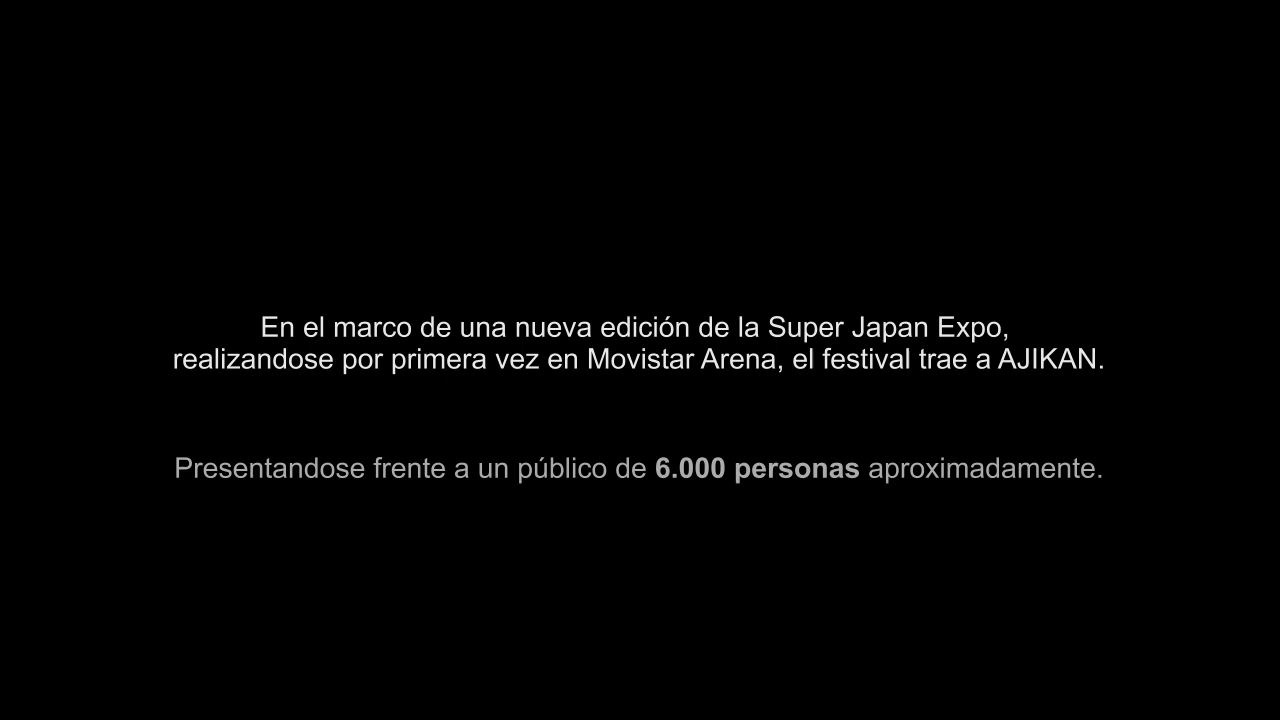 En el marco de una nueva edición de la Super Japan Expo,
realizandose por primera vez en Movistar Arena, el festival trae a AJIKAN.
Presentandose frente a un público de 6.000 personas aproximadamente.